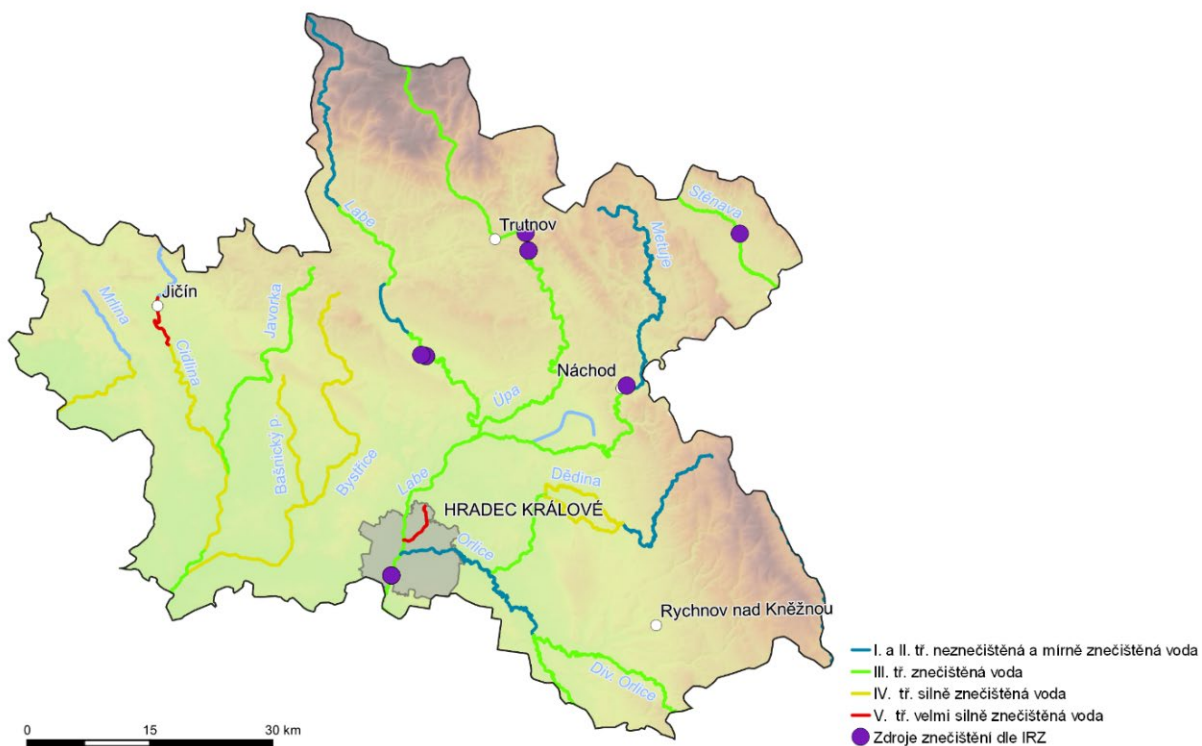 Labe
Trutnov
Stěnava
Metuje
Jičín
Mrlina
Javorka
Cidlina
Náchod
Úpa
Bašnický p.
Bystřice
Labe
Dědina
HRADEC KRÁLOVÉ
Orlice
Rychnov nad Kněžnou
Div. Orlice
I. a II. tř. neznečištěná a mírně znečištěná voda
III. tř. znečištěná voda
IV. tř. silně znečištěná voda
V. tř. velmi silně znečištěná voda
Zdroje znečištění dle IRZ
0 15 30 km